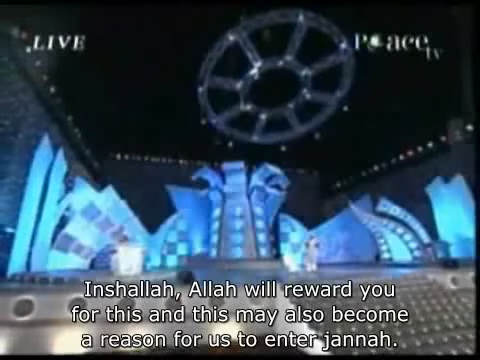 LIVE
Peace
tv
Inshallah, Allah will reward you
for this and this may also become
a reason for us to enter jannah.